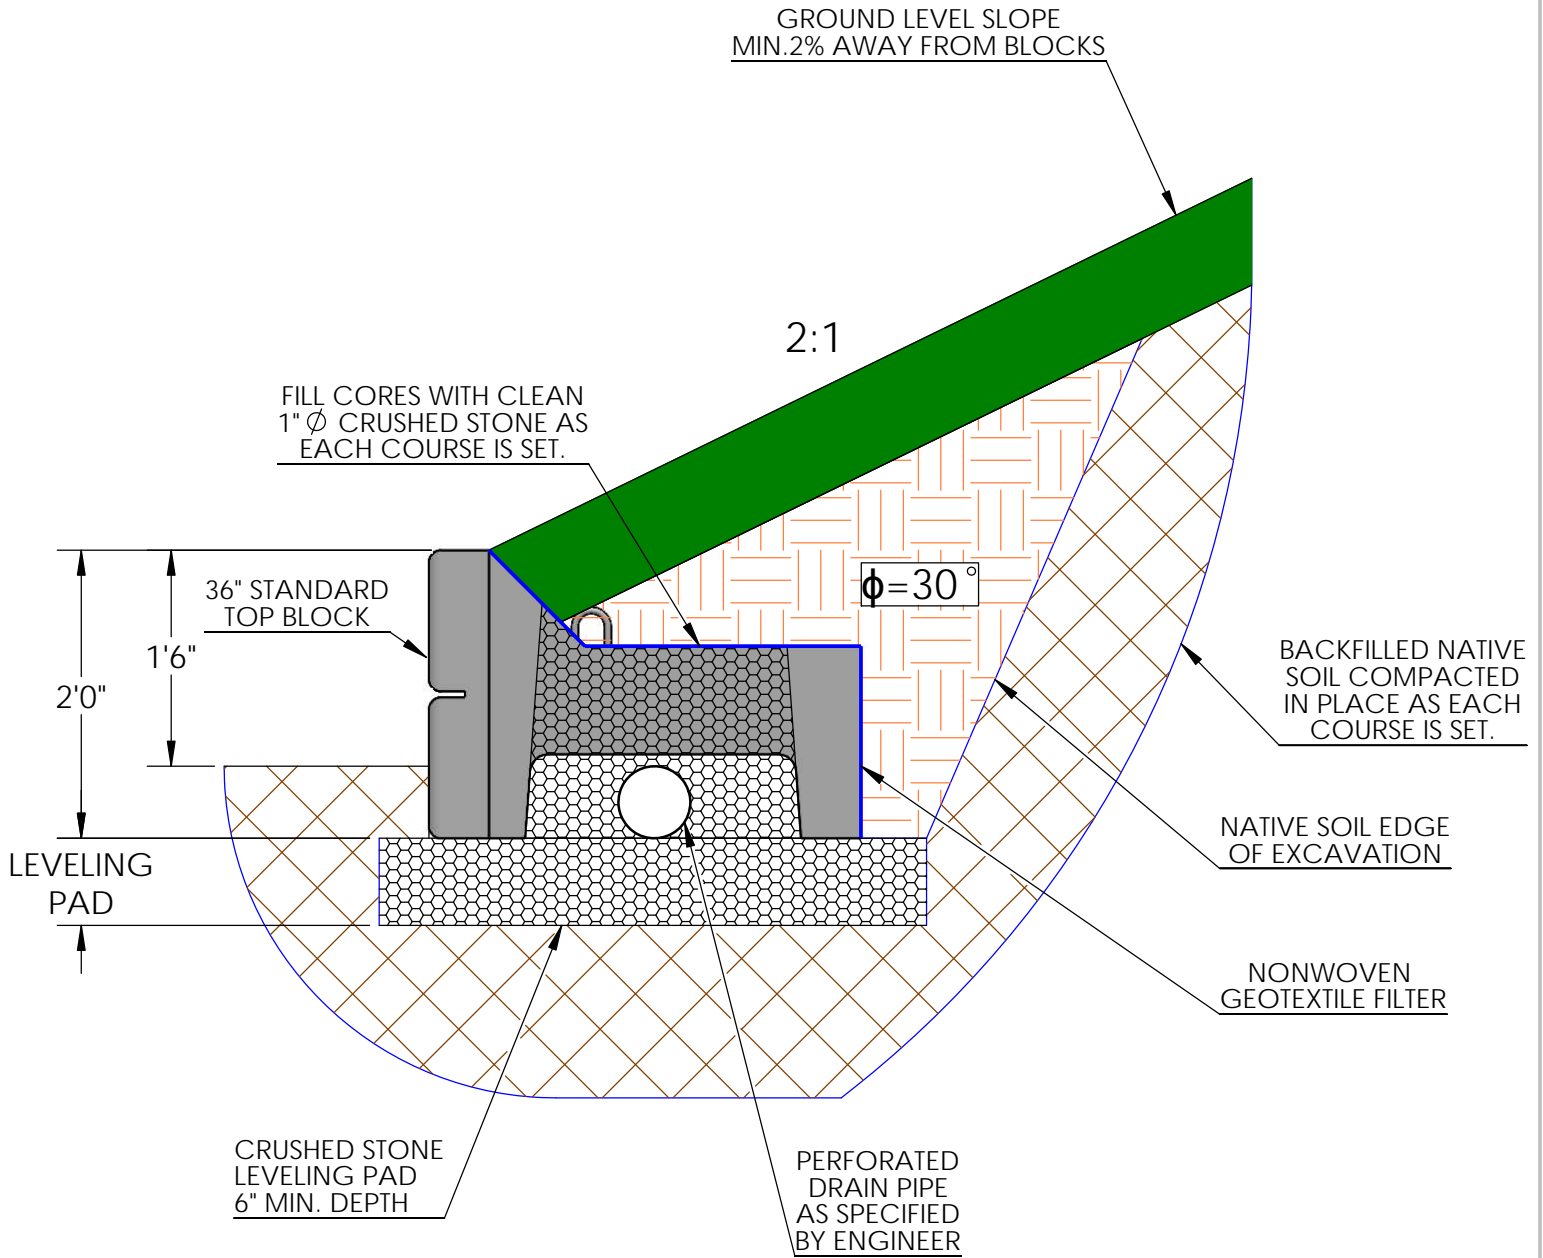 GROUND LEVEL SLOPE
MIN.2% AWAY FROM BLOCKS
2:1
FILL CORES WITH CLEAN
1" Ø CRUSHED STONE AS
EACH COURSE IS SET.
36" STANDARD
TOP BLOCK
1'6"
2'0"
ϕ=30°
BACKFILLED NATIVE
SOIL COMPACTED
IN PLACE AS EACH
COURSE IS SET.
NATIVE SOIL EDGE
OF EXCAVATION
LEVELING
PAD
NONWOVEN
GEOTEXTILE FILTER
CRUSHED STONE
LEVELING PAD
6" MIN. DEPTH
PERFORATED
DRAIN PIPE
AS SPECIFIED
BY ENGINEER